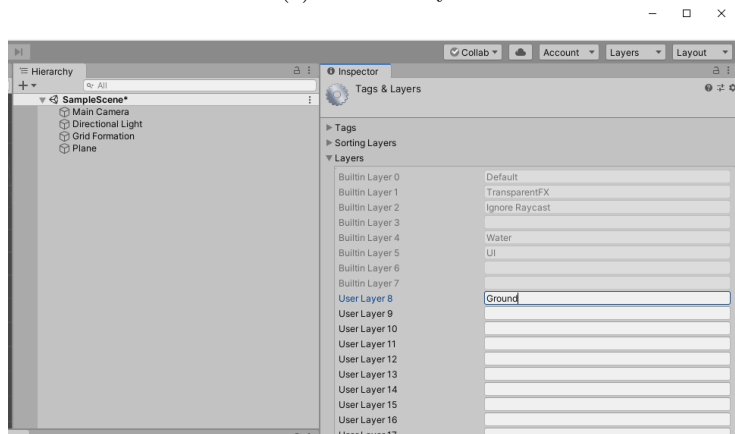 Collab
Account
Layers
Layout
Hierarchy
All
SampleScene*
Main Camera
Directional Light
Grid Formation
Plane
Inspector
Tags & Layers
Tags
Sorting Layers
Layers
Builtin Layer 0 Default
Builtin Layer 1 TransparentFX
Builtin Layer 2 Ignore Raycast
Builtin Layer 3
Builtin Layer 4 Water
Builtin Layer 5 UI
Builtin Layer 6
Builtin Layer 7
User Layer 8 Ground
User Layer 9
User Layer 10
User Layer 11
User Layer 12
User Layer 13
User Layer 14
User Layer 15
User Layer 16